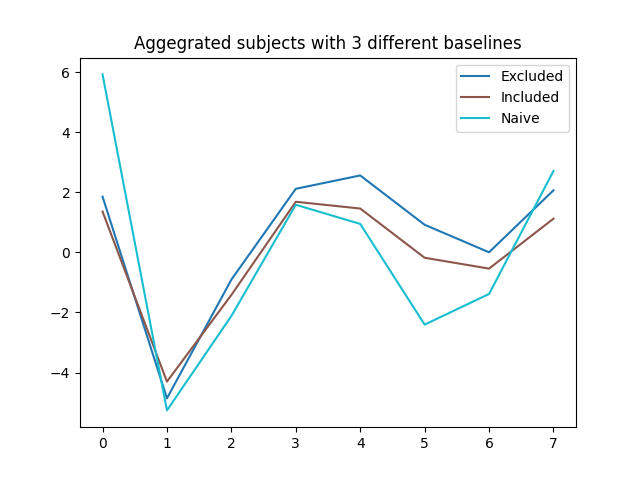 Aggegrated subjects with 3 different baselines
Excluded
Included
Naive
6
4
2
0
−2
−4
0 1 2 3 4 5 6 7